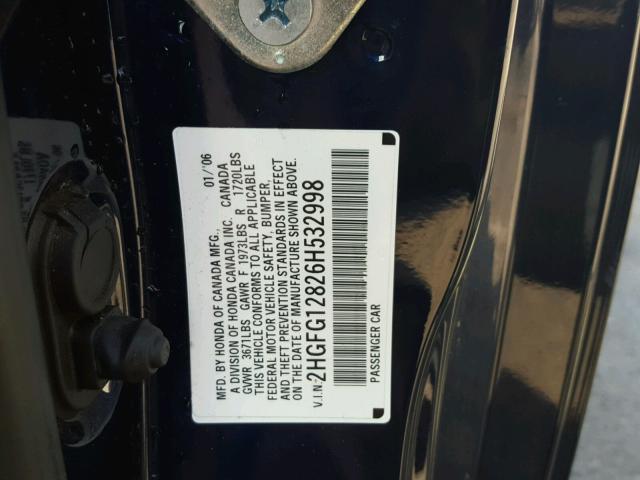 MFD. BY HONDA OF CANADA MFG., 01/'06
A DIVISION OF HONDA CANADA INC. CANADA
GVWR 3671LBS GAWR F 1973LBS R 1720LBS
THIS VEHICLE CONFORMS TO ALL APPLICABLE
FEDERAL MOTOR VEHICLE SAFETY, BUMPER,
AND THEFT PREVENTION STANDARDS IN EFFECT
ON THE DATE OF MANUFACTURE SHOWN ABOVE.
V.I.N.: 2HGFG12826H532998
PASSENGER CAR